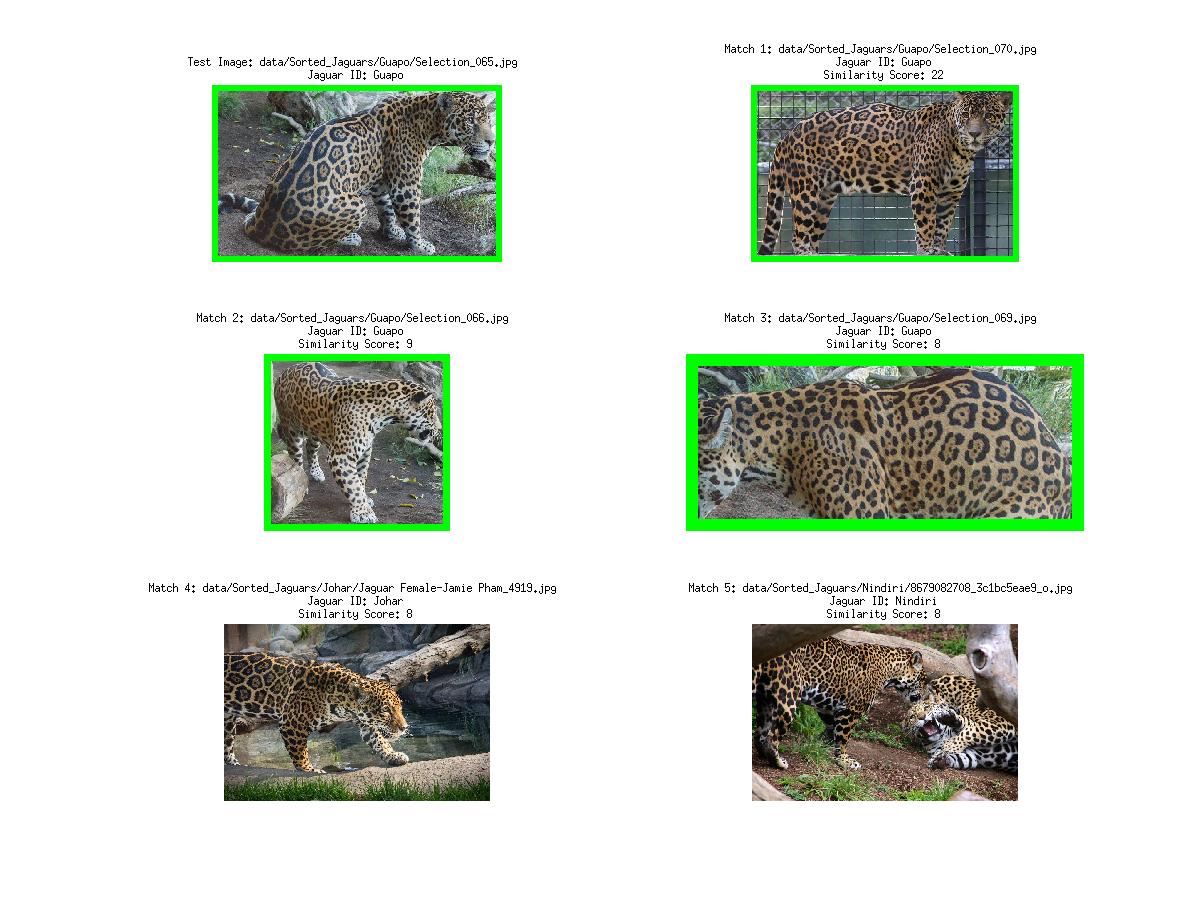 Test Image: data/Sorted_Jaguars/Guapo/Selection_065.jpg
Jaguar ID: Guapo
Match 1: data/Sorted_Jaguars/Guapo/Selection_070.jpg
Jaguar ID: Guapo
Similarity Score: 22
Match 2: data/Sorted_Jaguars/Guapo/Selection_066.jpg
Jaguar ID: Guapo
Similarity Score: 9
Match 3: data/Sorted_Jaguars/Guapo/Selection_069.jpg
Jaguar ID: Guapo
Similarity Score: 8
Match 4: data/Sorted_Jaguars/Johar/Jaguar Female-Jamie Pham_4919.jpg
Jaguar ID: Johar
Similarity Score: 8
Match 5: data/Sorted_Jaguars/Nindiri/8679082708_3c1bc5eae9_o.jpg
Jaguar ID: Nindiri
Similarity Score: 8